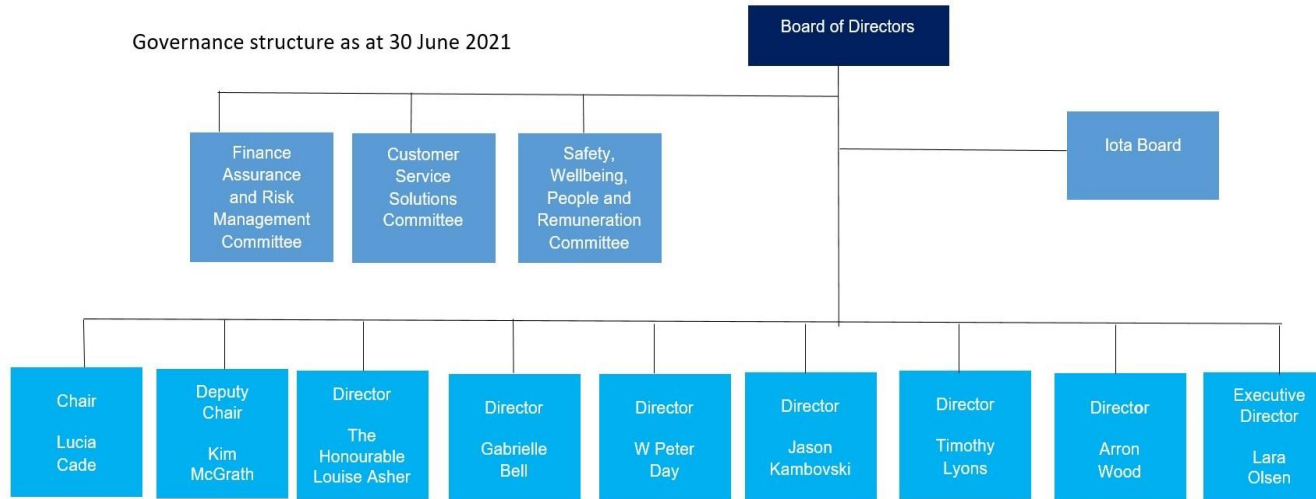 Governance structure as at 30 June 2021
Board of Directors
Finance
Assurance
and Risk
Management
Committee
Customer
Service
Solutions
Committee
Safety,
Wellbeing,
People and
Remuneration
Committee
Iota Board
Chair
Lucia
Cade
Deputy
Chair
Kim
McGrath
Director
The
Honourable
Louise Asher
Director
Gabrielle
Bell
Director
W Peter
Day
Director
Jason
Kambovski
Director
Timothy
Lyons
Director
Arron
Wood
Executive
Director
Lara
Olsen